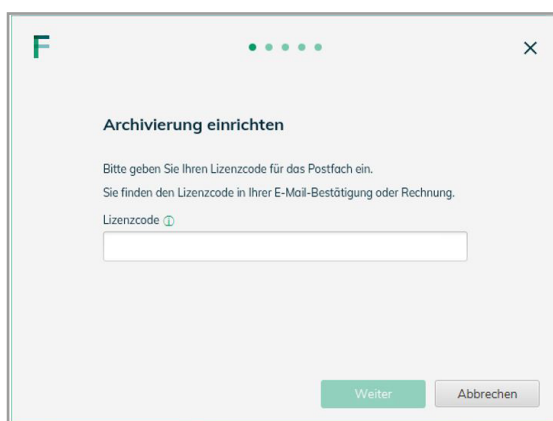 F
Archivierung einrichten
Bitte geben Sie Ihren Lizenzcode für das Postfach ein.
Sie finden den Lizenzcode in Ihrer E-Mail-Bestätigung oder Rechnung.
Lizenzcode
Weiter
Abbrechen